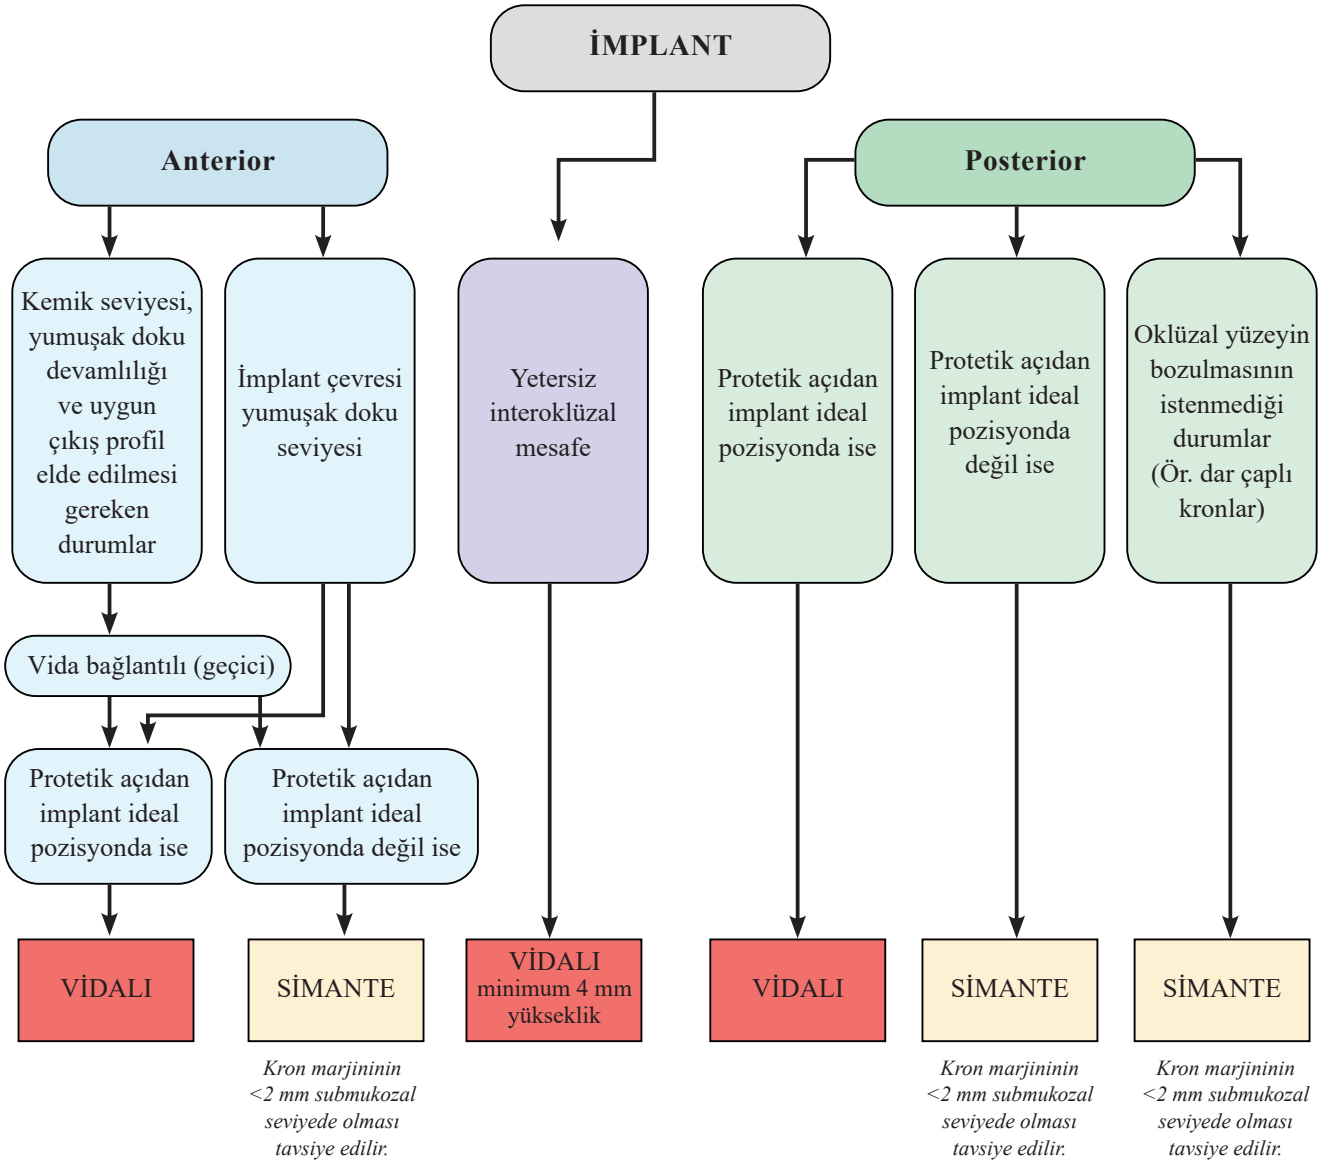 İMPLANT
Anterior
Posterior
Kemik seviyesi,
yumuşak doku
devamlılığı
ve uygun
çıkış profil
elde edilmesi
gereken
durumlar
İmplant çevresi
yumuşak doku
seviyesi
Yetersiz
interoklüzal
mesafe
Protetik açıdan
implant ideal
pozisyonda ise
Protetik açıdan
implant ideal
pozisyonda
değil ise
Oklüzal yüzeyin
bozulmasının
istenmediği
durumlar
(Ör. dar çaplı
kronlar)
Vida bağlantılı (geçici)
Protetik açıdan
implant ideal
pozisyonda ise
Protetik açıdan
implant ideal
pozisyonda değil ise
VİDALI
SİMANTE
VİDALI
minimum 4 mm
yükseklik
VİDALI
SİMANTE
SİMANTE
Kron marjininin
<2 mm submukozal
seviyede olması
tavsiye edilir.
Kron marjininin
<2 mm submukozal
seviyede olması
tavsiye edilir.
Kron marjininin
<2 mm submukozal
seviyede olması
tavsiye edilir.